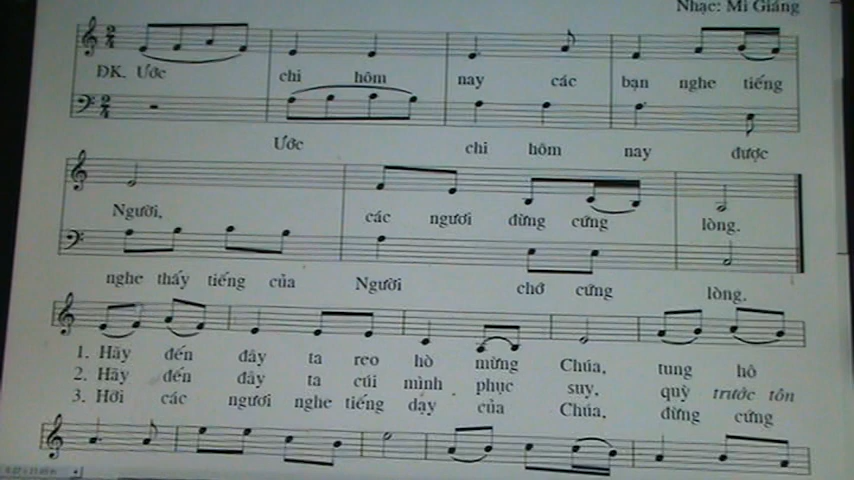 Nhạc: Mi Giáng
ĐK. Ước chi hôm nay các bạn nghe tiếng
Ước chi hôm nay được
Người, các ngươi đừng cứng lòng.
nghe thấy tiếng của Người chớ cứng lòng.
1. Hãy đến đây ta reo hò mừng Chúa, tung hô
2. Hãy đến đây ta cúi mình phục suy, quỳ trước tôn
3. Hỡi các ngươi nghe tiếng dạy của Chúa, đừng cứng